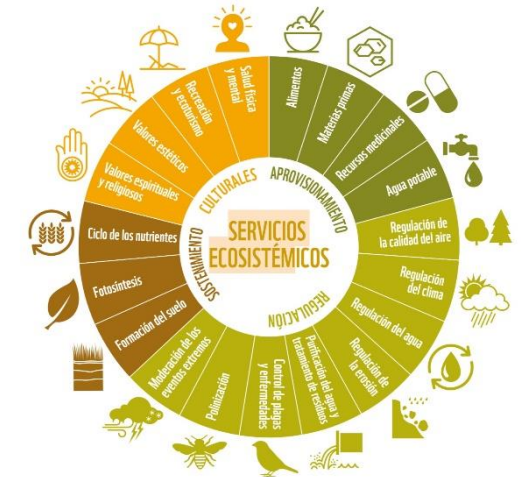 SERVICIOS
ECOSISTÉMICOS
CULTURALES
APROVISIONAMIENTO
REGULACIÓN
SOSTENIMIENTO
Alimentos
Materias primas
Recursos medicinales
Agua potable
Regulación de
la calidad del aire
Regulación
del clima
Regulación del agua
Regulación de
la erosión
Purificación del agua y
tratamiento de residuos
Control de plagas
y enfermedades
Polinización
Moderación de los
eventos extremos
Formación del suelo
Fotosíntesis
Ciclo de los nutrientes
Valores espirituales
y religiosos
Valores estéticos
Recreación
y ecoturismo
Salud física
y mental